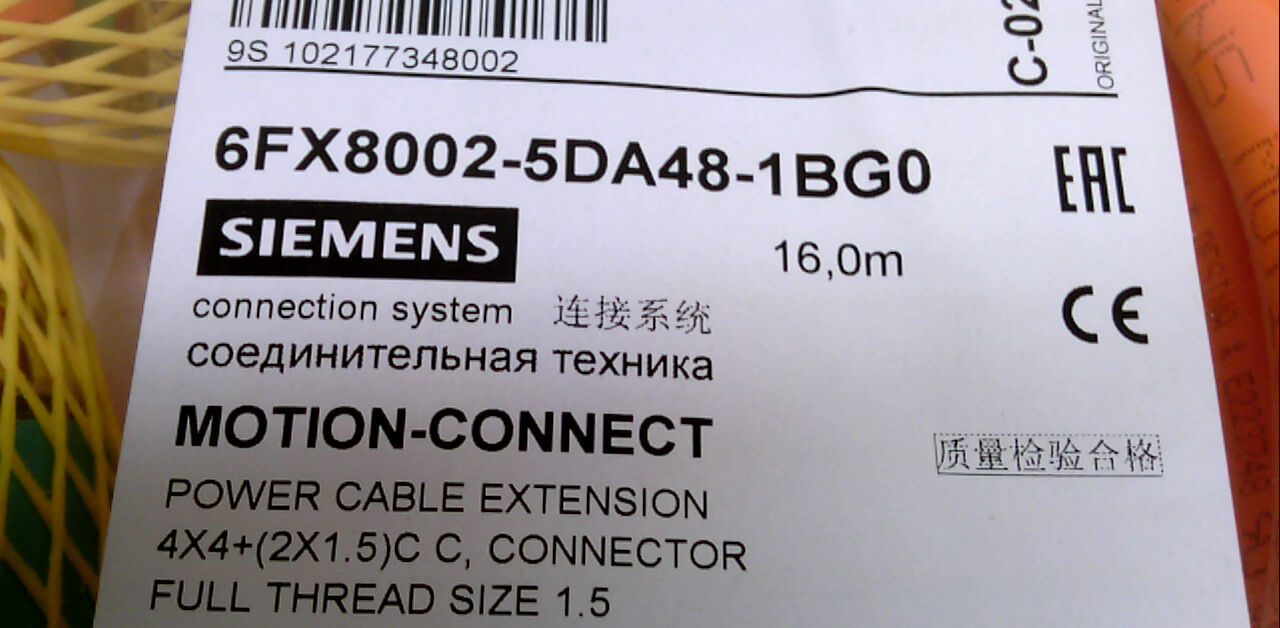 9S 102177348002
C-02
ORIGINAL
6FX8002-5DA48-1BG0
EAC
SIEMENS
16,0m
connection system 连接系统
соединительная техника
CE
MOTION-CONNECT
质量检验合格
POWER CABLE EXTENSION
4X4+(2X1.5)C C, CONNECTOR
FULL THREAD SIZE 1.5